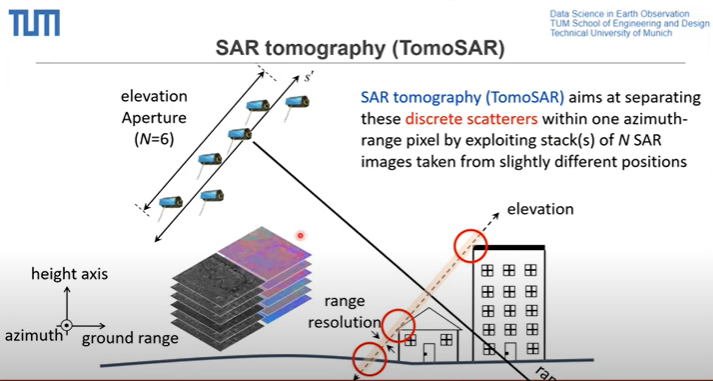 TUM
Data Science in Earth Observation
TUM School of Engineering and Design
Technical University of Munich
SAR tomography (TomoSAR)
elevation
Aperture
(N=6)
s'
SAR tomography (TomoSAR) aims at separating
these discrete scatterers within one azimuth-
range pixel by exploiting stack(s) of N SAR
images taken from slightly different positions
elevation
height axis
azimuth
ground range
range
resolution